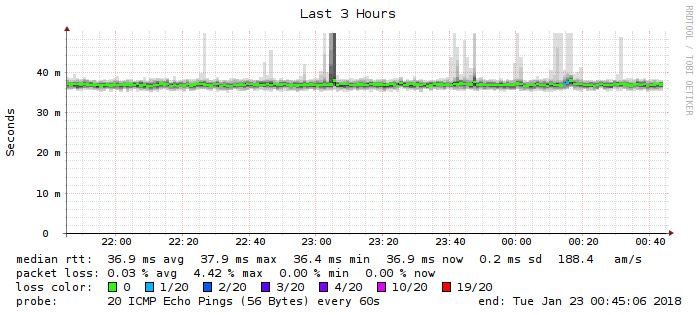 Last 3 Hours
RRDTOOL / TOBI OETIKER
Seconds
40 m
30 m
20 m
10 m
0
22:00 22:20 22:40 23:00 23:20 23:40 00:00 00:20 00:40
median rtt: 36.9 ms avg 37.9 ms max 36.4 ms min 36.9 ms now 0.2 ms sd 188.4 am/s
packet loss: 0.03 % avg 4.42 % max 0.00 % min 0.00 % now
loss color: 0 1/20 2/20 3/20 4/20 10/20 19/20
probe: 20 ICMP Echo Pings (56 Bytes) every 60s end: Tue Jan 23 00:45:06 2018